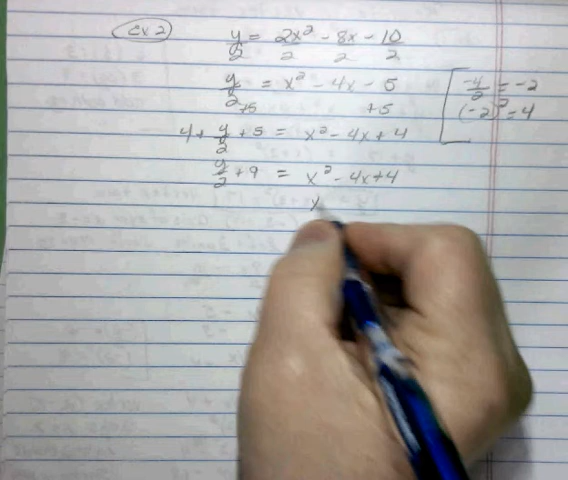 Ex 2
y/2 = 2x²/2 - 8x/2 - 10/2
y/2 = x² - 4x - 5
+5 +5
4 + y/2 + 5 = x² - 4x + 4
y/2 + 9 = x² - 4x + 4
x
-4/2 = -2
(-2)² = 4